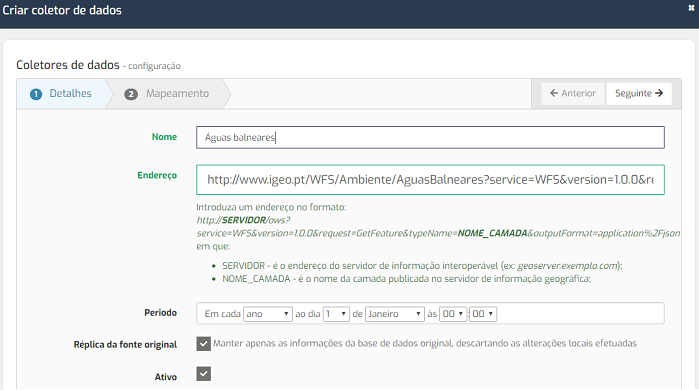 Criar coletor de dados
Coletores de dados - configuração
1 Detalhes 2 Mapeamento Anterior Seguinte
Nome Águas balneares
Endereço http://www.igeo.pt/WFS/Ambiente/AguasBalneares?service=WFS&version=1.0.0&re
Introduza um endereço no formato:
http://SERVIDOR/ows?
service=WFS&version=1.0.0&request=GetFeature&typeName=NOME_CAMADA&outputFormat=application%2Fjson
em que:
• SERVIDOR - é o endereço do servidor de informação interoperável (ex: geoserver.exemplo.com);
• NOME_CAMADA - é o nome da camada publicada no servidor de informação geográfica;
Periodo Em cada ano ao dia 1 de Janeiro às 00 : 00
Réplica da fonte original Manter apenas as informações da base de dados original, descartando as alterações locais efetuadas
Ativo